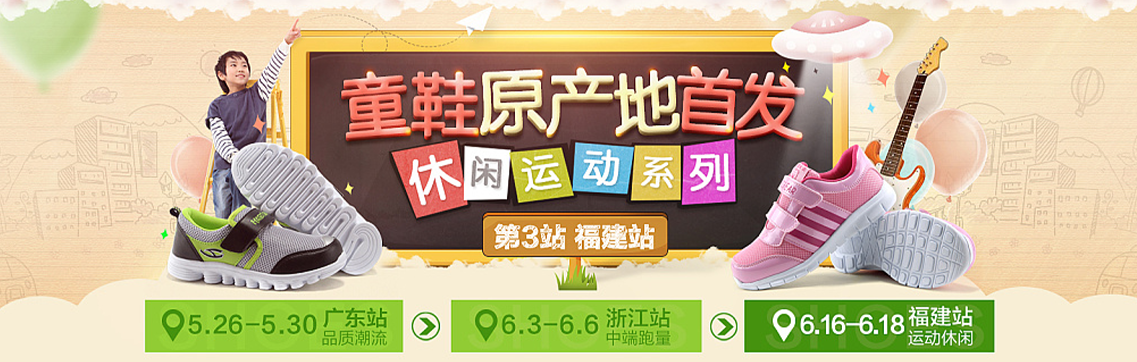 童鞋原产地首发
休闲运动系列
第3站 福建站
5.26-5.30 广东站
品质潮流
6.3-6.6 浙江站
中端跑量
6.16-6.18 福建站
运动休闲